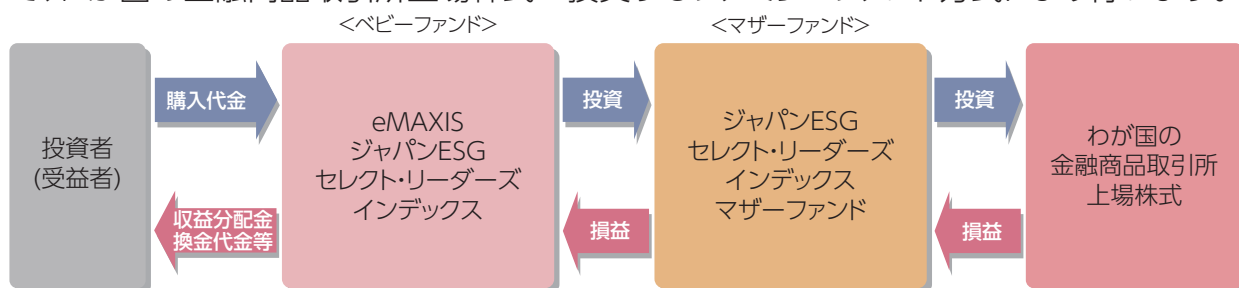 <ベビーファンド>
<マザーファンド>
投資者
(受益者)
購入代金
収益分配金
換金代金等
eMAXIS
ジャパンESG
セレクト・リーダーズ
インデックス
投資
損益
ジャパンESG
セレクト・リーダーズ
インデックス
マザーファンド
投資
損益
わが国の
金融商品取引所
上場株式